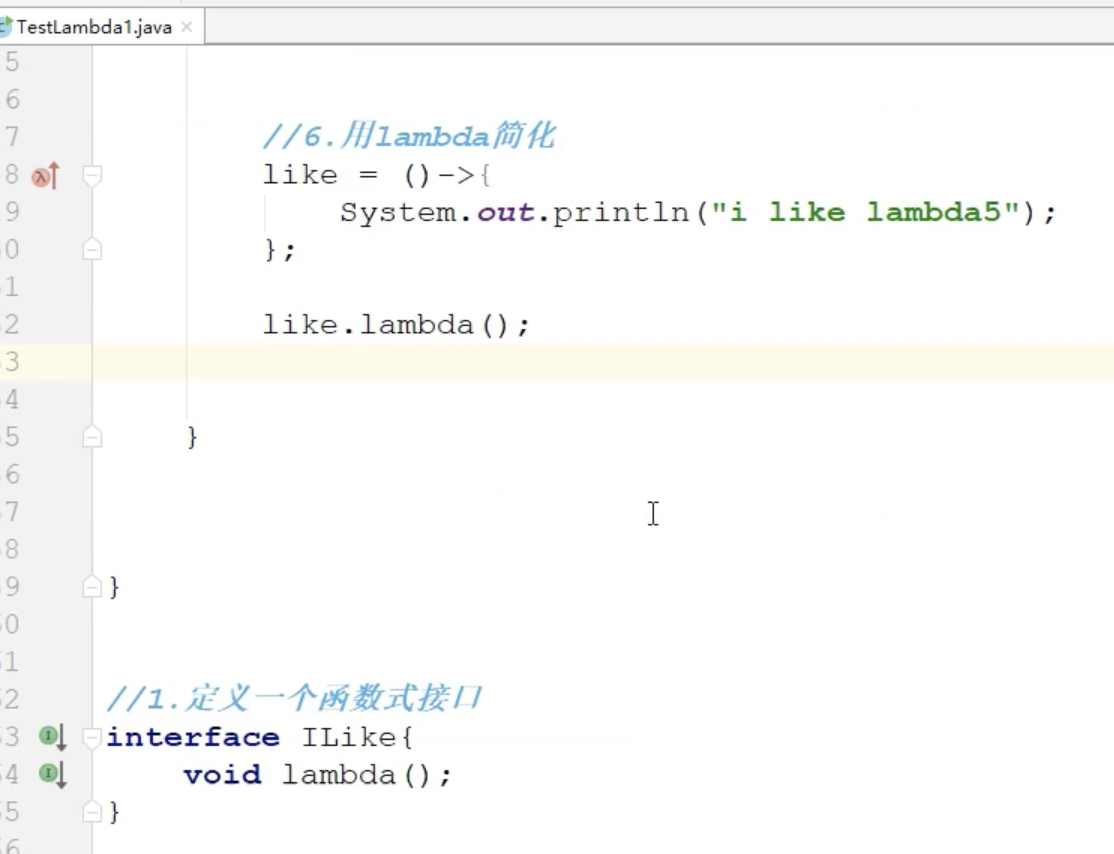 TestLambda1.java
5
6
7 //6.用lambda简化
8 like = ()->{
9 System.out.println("i like lambda5");
0 };
1
2 like.lambda();
3
4
5 }
6
7
8
9 }
0
1
2 //1.定义一个函数式接口
3 interface ILike{
4 void lambda();
5 }
6